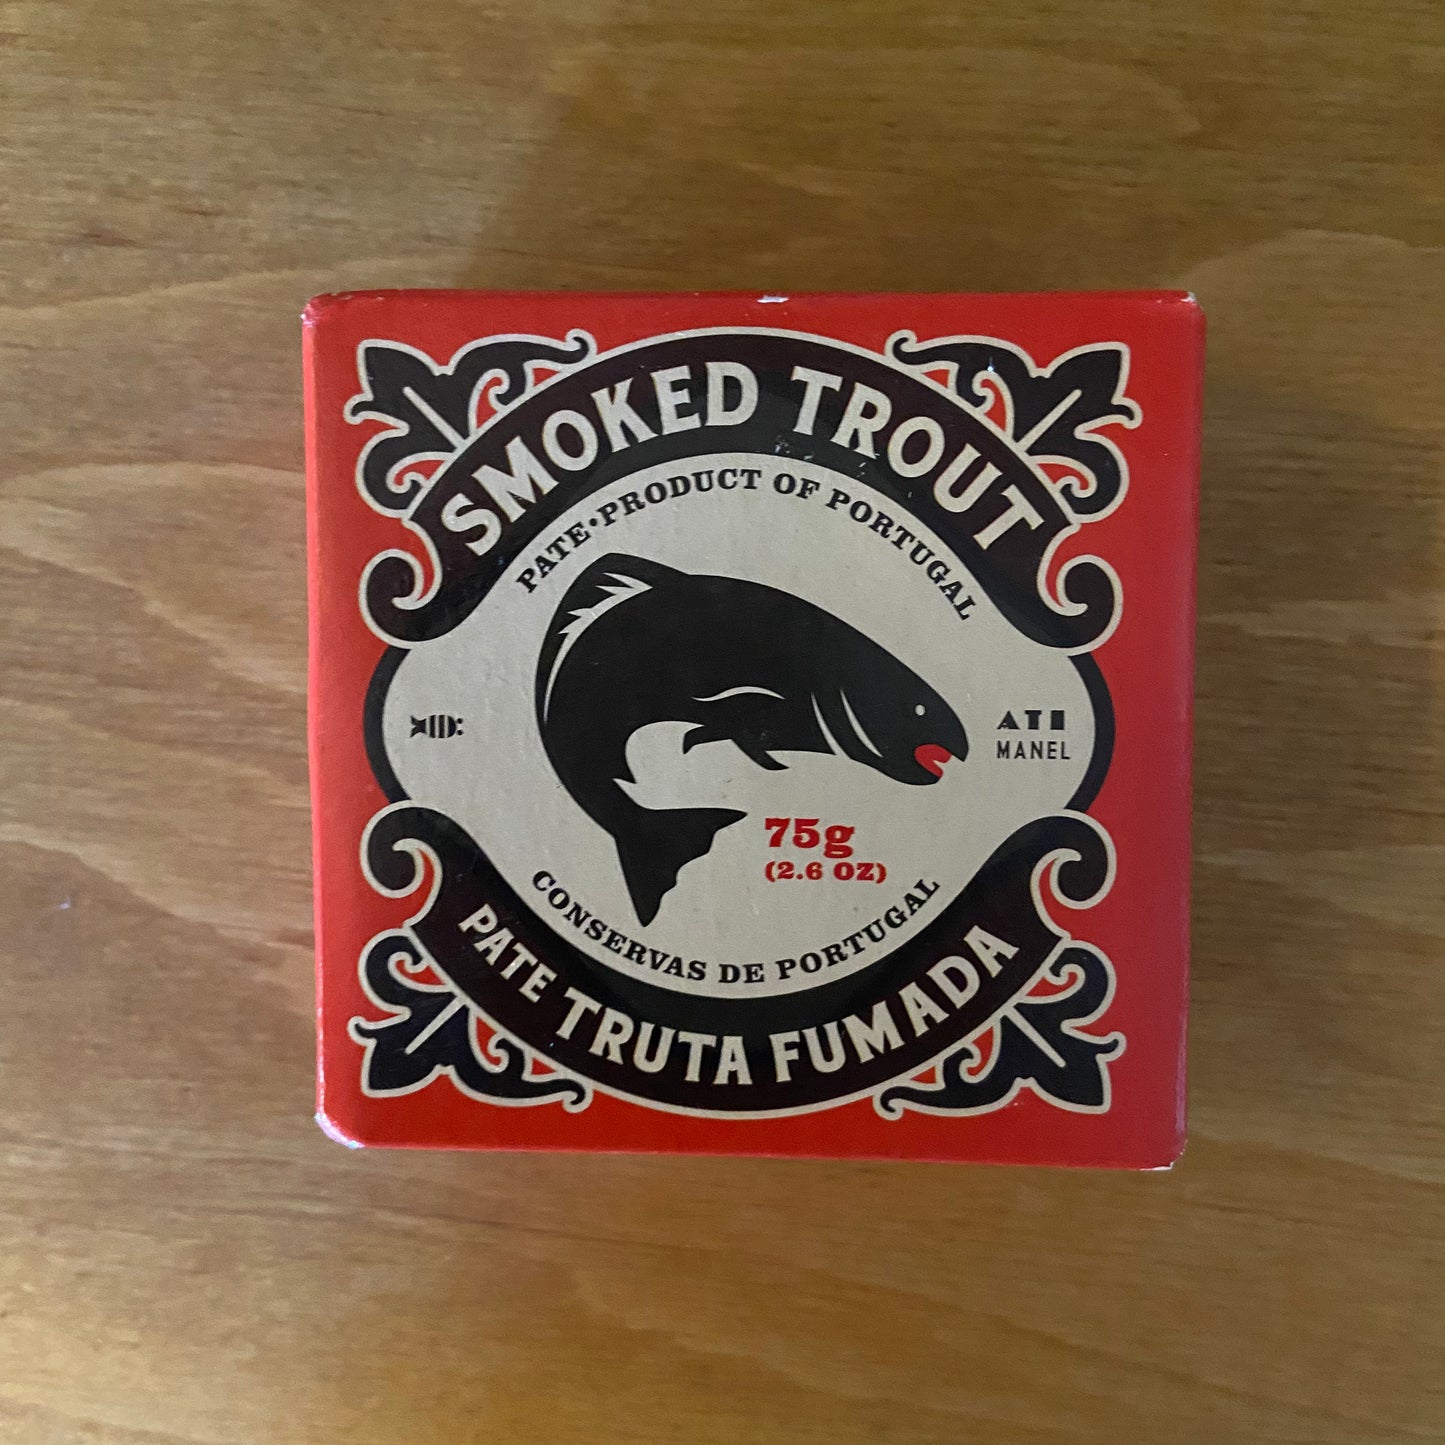 SMOKED TROUT
PATE•PRODUCT OF PORTUGAL
ATI
MANEL
75g
(2.6 OZ)
CONSERVAS DE PORTUGAL
PATE TRUTA FUMADA